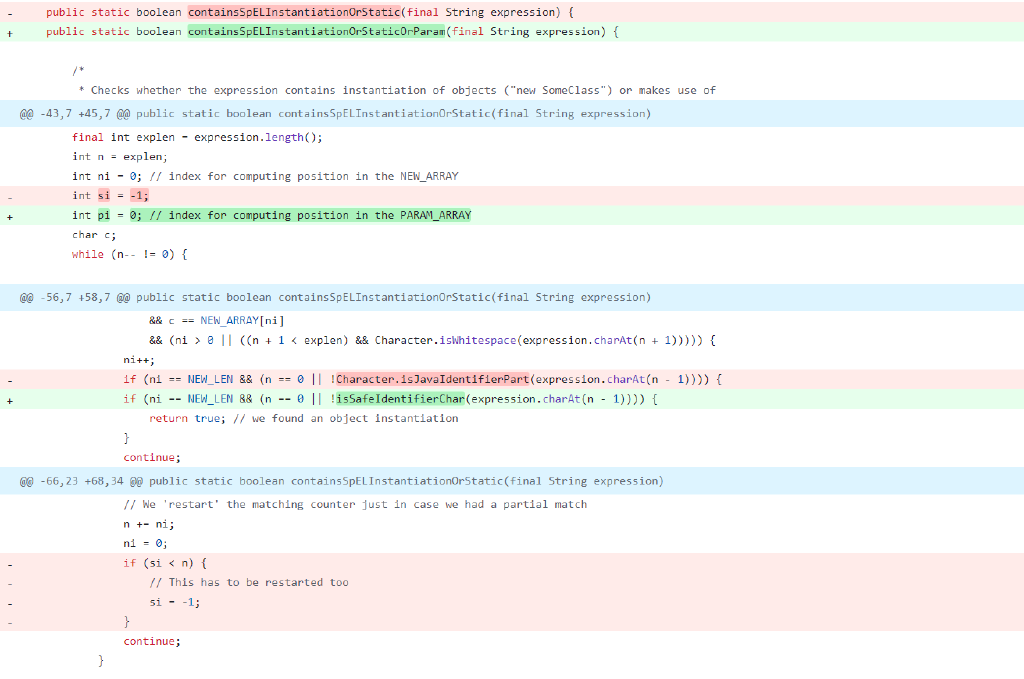 -     public static boolean containsSpELInstantiationOrStatic(final String expression) {
+     public static boolean containsSpELInstantiationOrStaticOrParam(final String expression) {
/*
* Checks whether the expression contains instantiation of objects ("new SomeClass") or makes use of
@@ -43,7 +45,7 @@ public static boolean containsSpELInstantiationOrStatic(final String expression)
final int explen = expression.length();
int n = explen;
int ni = 0; // index for computing position in the NEW_ARRAY
-     int si = -1;
+     int pi = 0; // index for computing position in the PARAM_ARRAY
char c;
while (n-- != 0) {
@@ -56,7 +58,7 @@ public static boolean containsSpELInstantiationOrStatic(final String expression)
&& c == NEW_ARRAY[ni]
&& (ni > 0 || ((n + 1 < explen) && Character.isWhitespace(expression.charAt(n + 1))))) {
ni++;
-     if (ni == NEW_LEN && (n == 0 || !Character.isJavaIdentifierPart(expression.charAt(n - 1)))) {
+     if (ni == NEW_LEN && (n == 0 || !isSafeIdentifierChar(expression.charAt(n - 1)))) {
return true; // we found an object instantiation
}
continue;
@@ -66,23 +68,34 @@ public static boolean containsSpELInstantiationOrStatic(final String expression)
// We 'restart' the matching counter just in case we had a partial match
n += ni;
ni = 0;
-     if (si < n) {
-     // This has to be restarted too
-     si = -1;
-     }
continue;
}